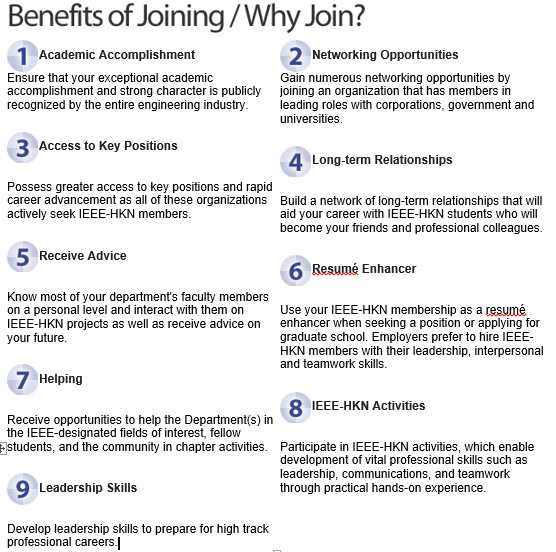 Benefits of Joining / Why Join?
1 Academic Accomplishment
Ensure that your exceptional academic
accomplishment and strong character is publicly
recognized by the entire engineering industry.
2 Networking Opportunities
Gain numerous networking opportunities by
joining an organization that has members in
leading roles with corporations, government and
universities.
3 Access to Key Positions
Possess greater access to key positions and rapid
career advancement as all of these organizations
actively seek IEEE-HKN members.
4 Long-term Relationships
Build a network of long-term relationships that will
aid your career with IEEE-HKN students who will
become your friends and professional colleagues.
5 Receive Advice
Know most of your department's faculty members
on a personal level and interact with them on
IEEE-HKN projects as well as receive advice on
your future.
6 Resumé Enhancer
Use your IEEE-HKN membership as a resumé
enhancer when seeking a position or applying for
graduate school. Employers prefer to hire IEEE-
HKN members with their leadership, interpersonal
and teamwork skills.
7 Helping
Receive opportunities to help the Department(s) in
the IEEE-designated fields of interest, fellow
students, and the community in chapter activities.
8 IEEE-HKN Activities
Participate in IEEE-HKN activities, which enable
development of vital professional skills such as
leadership, communications, and teamwork
through practical hands-on experience.
9 Leadership Skills
Develop leadership skills to prepare for high track
professional careers.